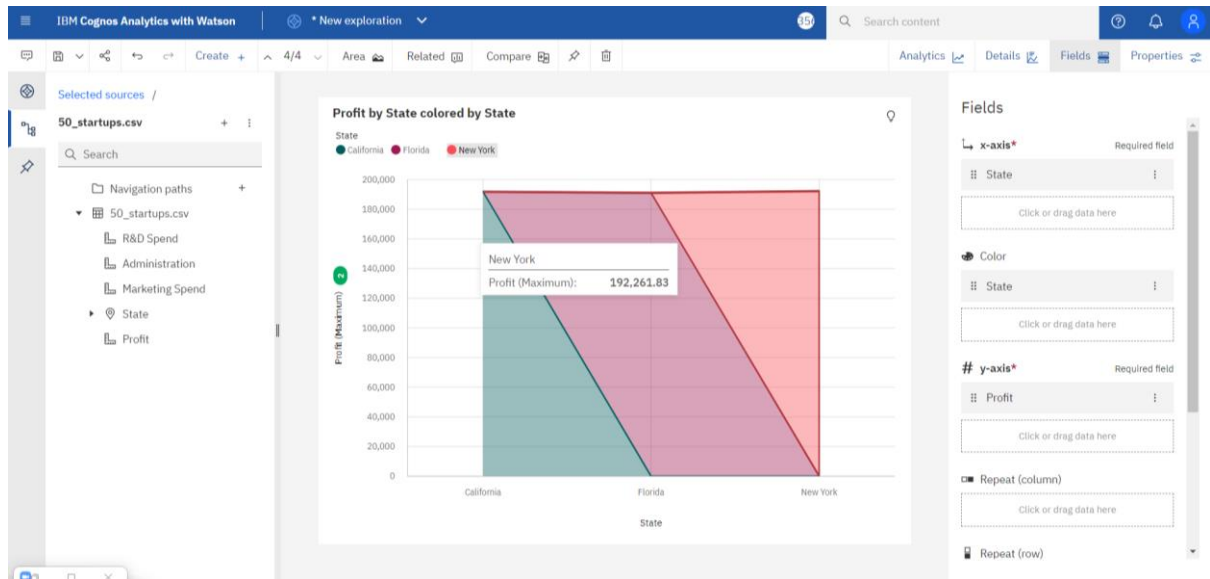 IBM Cognos Analytics with Watson
* New exploration
Search content
Create +
4/4
Area
Related
Compare
Analytics
Details
Fields
Properties
Selected sources /
50_startups.csv
Search
Navigation paths
50_startups.csv
R&D Spend
Administration
Marketing Spend
State
Profit
Profit by State colored by State
State
California
Florida
New York
200,000
180,000
160,000
140,000
120,000
100,000
80,000
60,000
40,000
20,000
0
Profit (Maximum)
2
New York
Profit (Maximum): 192,261.83
California
Florida
New York
State
Fields
x-axis* Required field
State
Click or drag data here
Color
State
Click or drag data here
# y-axis* Required field
Profit
Click or drag data here
Repeat (column)
Click or drag data here
Repeat (row)